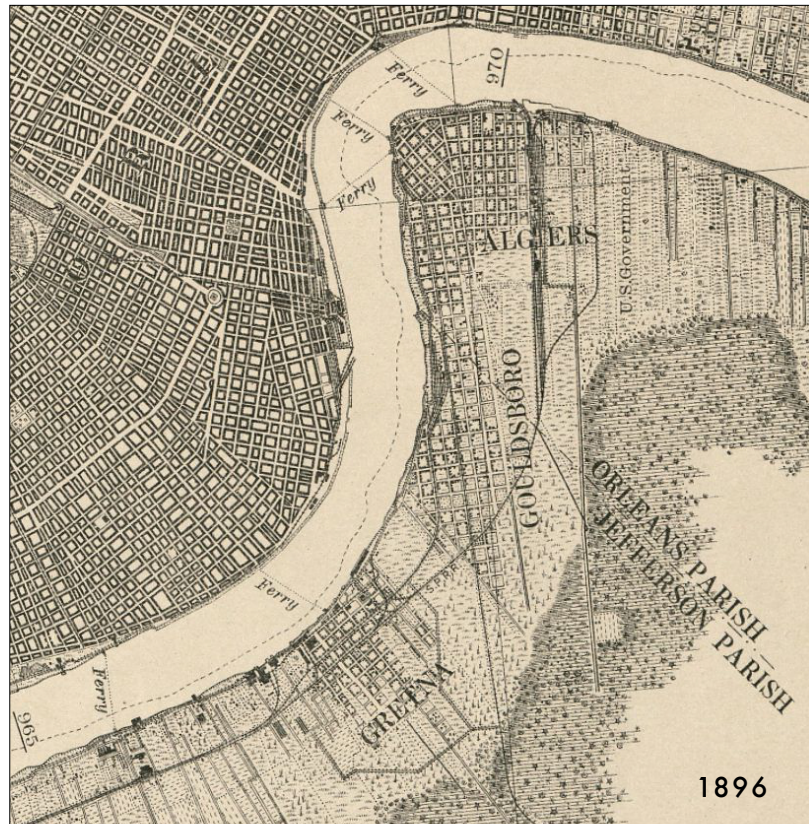 970
Ferry
Ferry
Ferry
ALGIERS
U.S.Government
GOULDSBORO
ORLEANS PARISH
JEFFERSON PARISH
Ferry
GRETNA
Ferry
965
1896